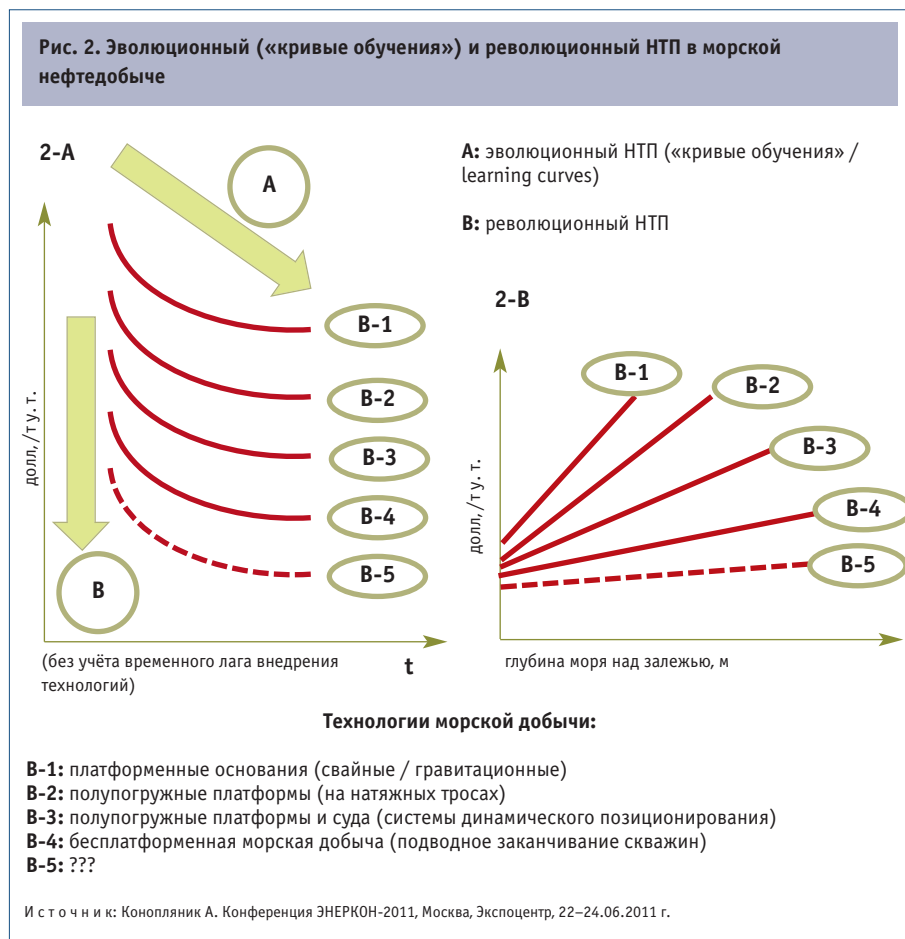 Рис. 2. Эволюционный («кривые обучения») и революционный НТП в морской
нефтедобыче
2-А
А
А: эволюционный НТП («кривые обучения» /
learning curves)
В: революционный НТП
долл,/т у. т.
В-1
В-2
В-3
В-4
В-5
В
(без учёта временного лага внедрения
технологий)
t
2-В
долл,/т у. т.
В-1
В-2
В-3
В-4
В-5
глубина моря над залежью, м
Технологии морской добычи:
В-1: платформенные основания (свайные / гравитационные)
В-2: полупогружные платформы (на натяжных тросах)
В-3: полупогружные платформы и суда (системы динамического позиционирования)
В-4: бесплатформенная морская добыча (подводное заканчивание скважин)
В-5: ???
Источник: Конопляник А. Конференция ЭНЕРКОН-2011, Москва, Экспоцентр, 22–24.06.2011 г.